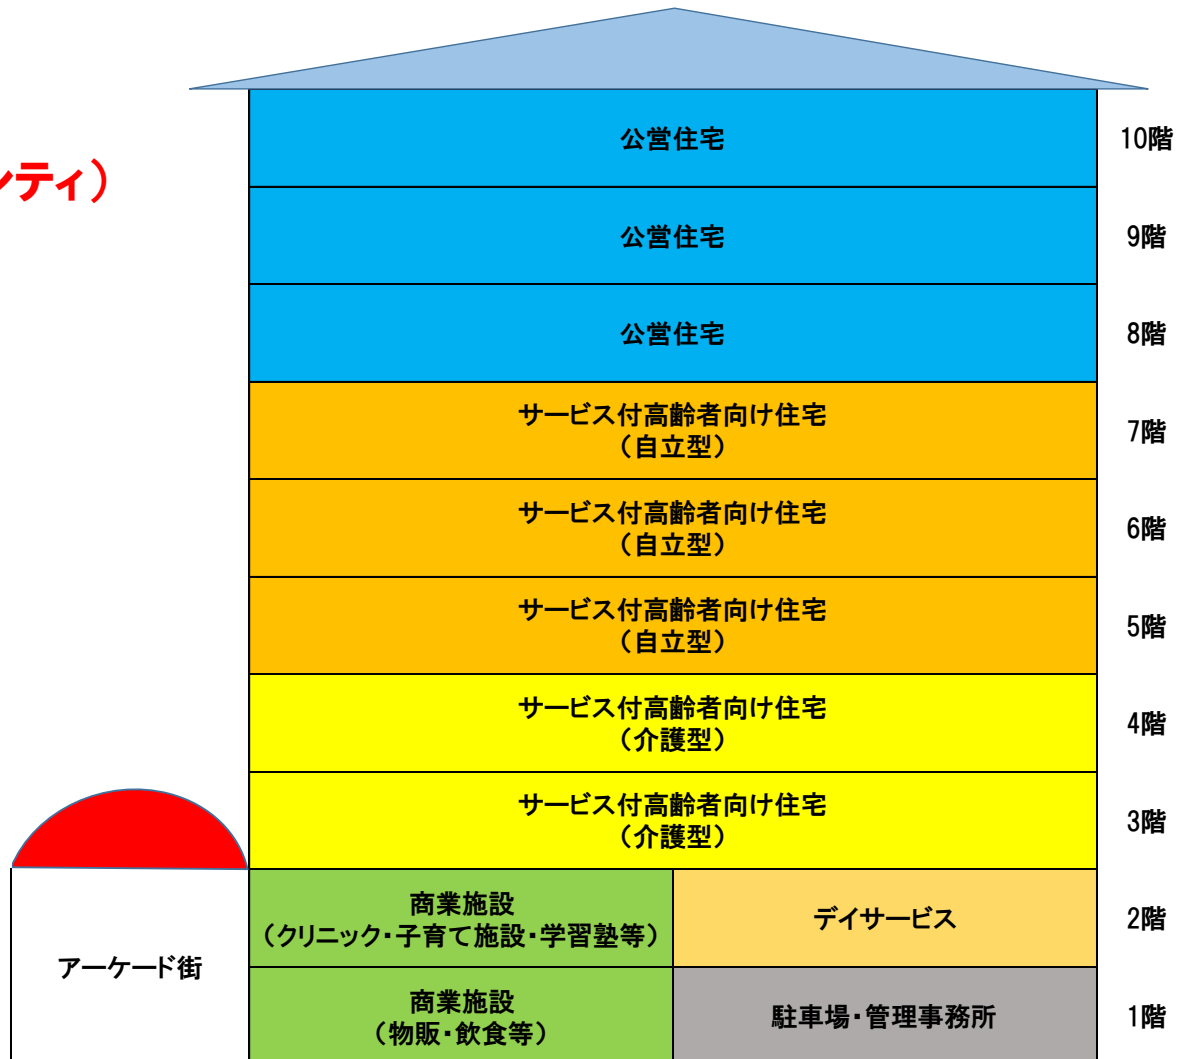 ンティ）
公営住宅
10階
公営住宅
9階
公営住宅
8階
サービス付高齢者向け住宅
（自立型）
7階
サービス付高齢者向け住宅
（自立型）
6階
サービス付高齢者向け住宅
（自立型）
5階
サービス付高齢者向け住宅
（介護型）
4階
サービス付高齢者向け住宅
（介護型）
3階
商業施設
（クリニック・子育て施設・学習塾等）
デイサービス
2階
アーケード街
商業施設
（物販・飲食等）
駐車場・管理事務所
1階